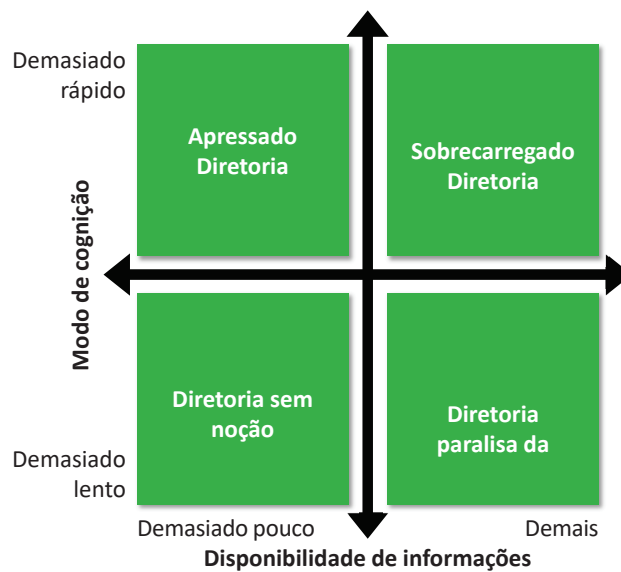 Demasiado
rápido
Apressado
Diretoria
Sobrecarregado
Diretoria
Modo de cognição
Diretoria sem
noção
Diretoria
paralisa da
Demasiado
lento
Demasiado pouco
Demais
Disponibilidade de informações